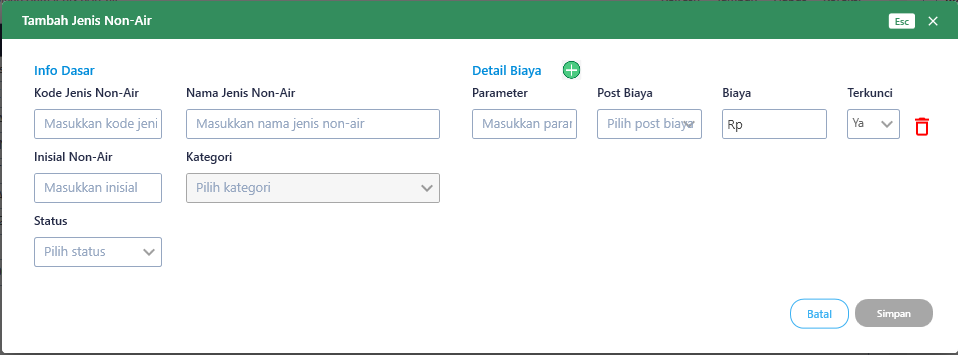 Tambah Jenis Non-Air
Esc
Info Dasar
Kode Jenis Non-Air
Nama Jenis Non-Air
Masukkan kode jeni
Masukkan nama jenis non-air
Inisial Non-Air
Kategori
Masukkan inisial
Pilih kategori
Status
Pilih status
Detail Biaya
Parameter
Post Biaya
Biaya
Terkunci
Masukkan parar
Pilih post biaya
Rp
Ya
Batal
Simpan